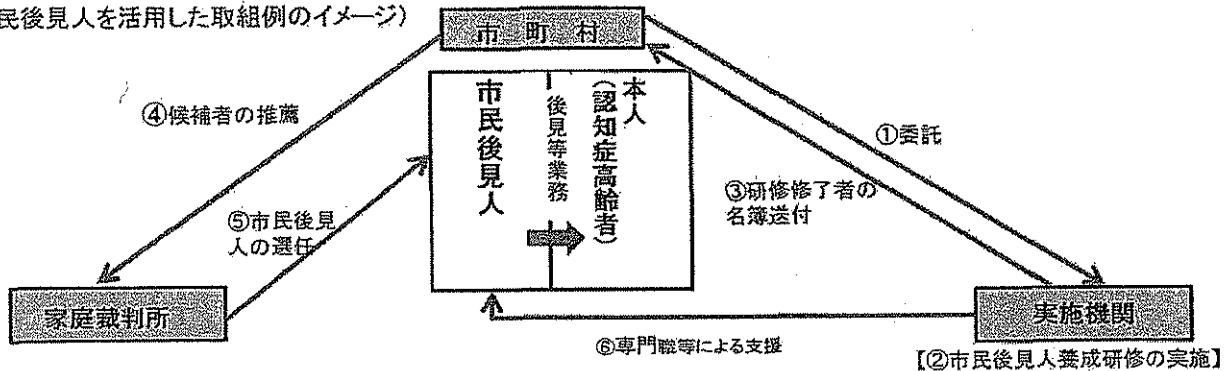 民後見人を活用した取組例のイメージ)
市 町 村
④候補者の推薦
市民後見人
後見等業務
本人
(認知症高齢者)
①委託
③研修修了者の
名簿送付
⑤市民後見
人の選任
家庭裁判所
実施機関
⑥専門職等による支援
【②市民後見人養成研修の実施】